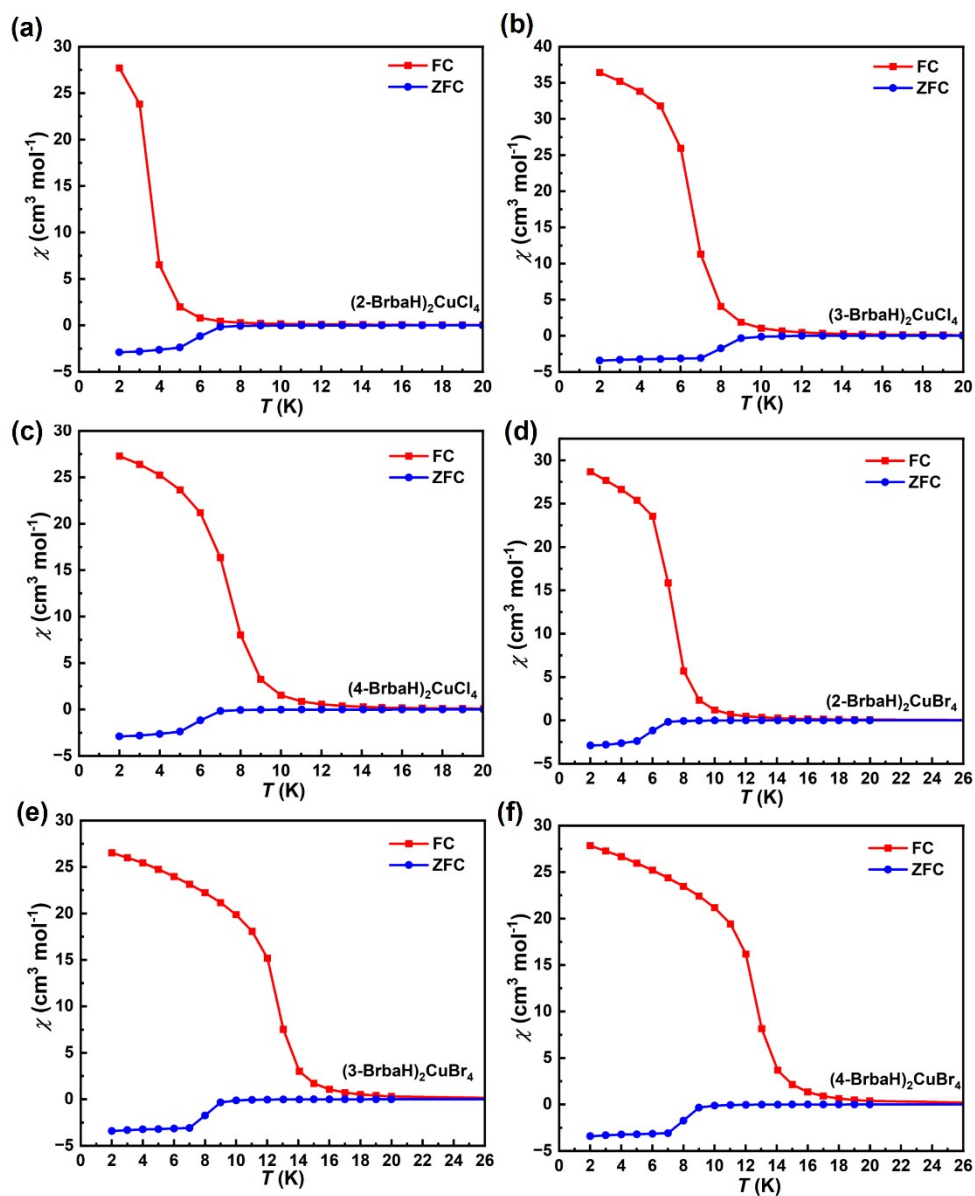 (a)
30
25
20
15
10
5
0
−5
χ (cm³ mol⁻¹)
FC
ZFC
(2-BrbaH)₂CuCl₄
0 2 4 6 8 10 12 14 16 18 20
T (K)
(b)
40
35
30
25
20
15
10
5
0
−5
χ (cm³ mol⁻¹)
FC
ZFC
(3-BrbaH)₂CuCl₄
0 2 4 6 8 10 12 14 16 18 20
T (K)
(c)
30
25
20
15
10
5
0
−5
χ (cm³ mol⁻¹)
FC
ZFC
(4-BrbaH)₂CuCl₄
0 2 4 6 8 10 12 14 16 18 20
T (K)
(d)
30
25
20
15
10
5
0
−5
χ (cm³ mol⁻¹)
FC
ZFC
(2-BrbaH)₂CuBr₄
0 2 4 6 8 10 12 14 16 18 20 22 24 26
T (K)
(e)
30
25
20
15
10
5
0
−5
χ (cm³ mol⁻¹)
FC
ZFC
(3-BrbaH)₂CuBr₄
0 2 4 6 8 10 12 14 16 18 20 22 24 26
T (K)
(f)
30
25
20
15
10
5
0
−5
χ (cm³ mol⁻¹)
FC
ZFC
(4-BrbaH)₂CuBr₄
0 2 4 6 8 10 12 14 16 18 20 22 24 26
T (K)